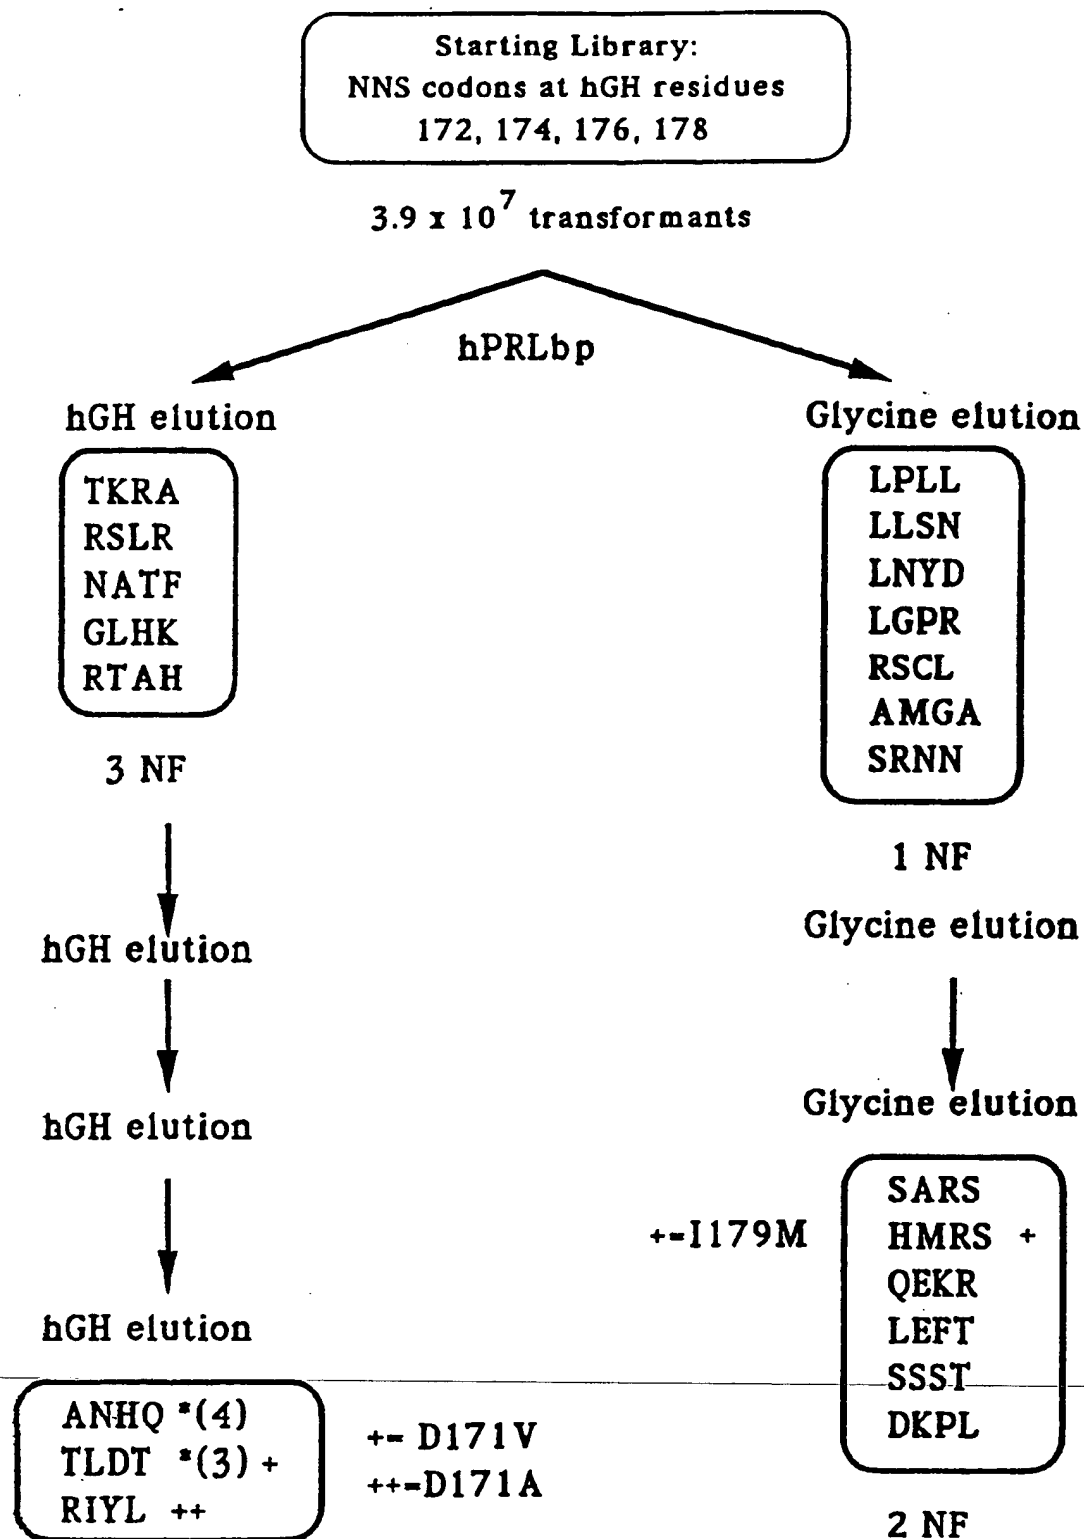 Starting Library:
NNS codons at hGH residues
172, 174, 176, 178
3.9 x 10^7 transformants
hPRLbp
hGH elution
TKRA
RSLR
NATF
GLHK
RTAH
3 NF
hGH elution
hGH elution
hGH elution
ANHQ *(4)
TLDT *(3) +
RIYL ++
+= D171V
++=D171A
Glycine elution
LPLL
LLSN
LNYD
LGPR
RSCL
AMGA
SRNN
1 NF
Glycine elution
Glycine elution
+=I179M
SARS
HMRS +
QEKR
LEFT
SSST
DKPL
2 NF